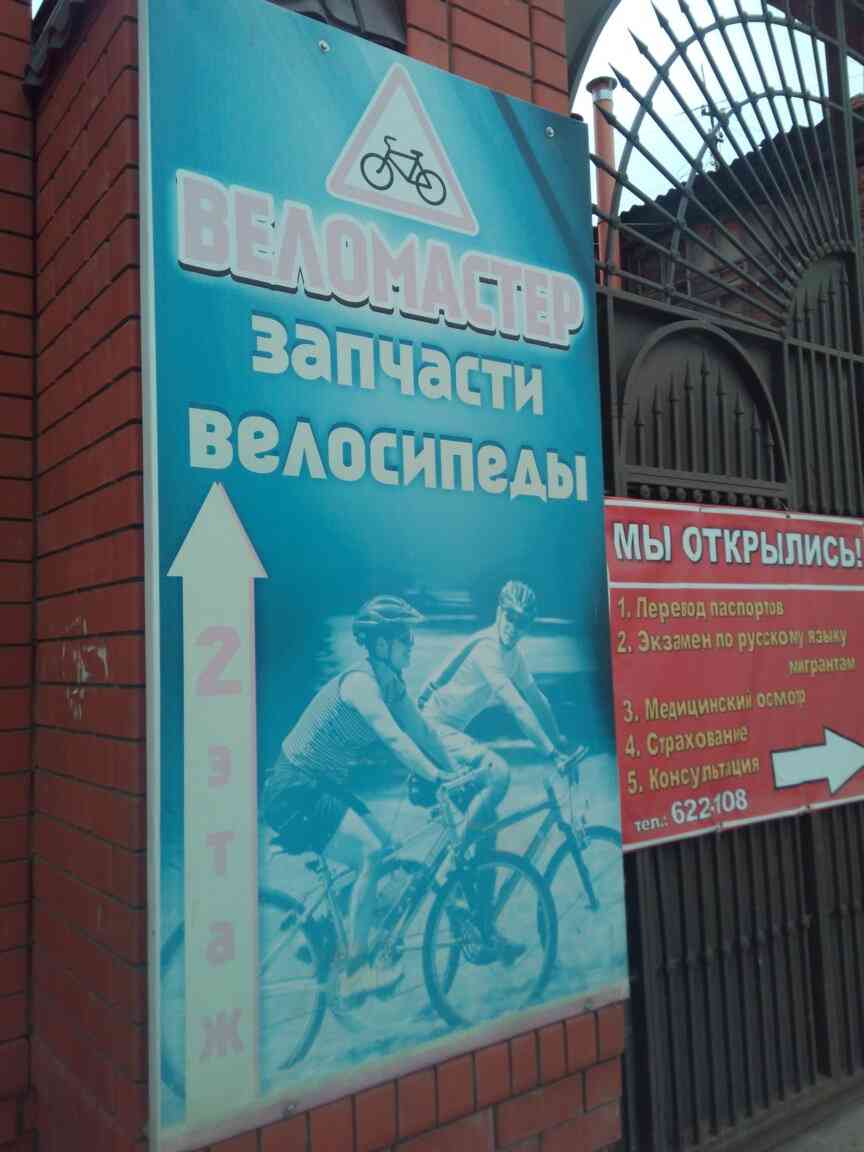 ВЕЛОМАСТЕР
запчасти
велосипеды
2
этаж
МЫ ОТКРЫЛИСЬ!
1. Перевод паспортов
2. Экзамен по русскому языку
мигрантам
3. Медицинский осмотр
4. Страхование
5. Консультация
тел.: 622-108